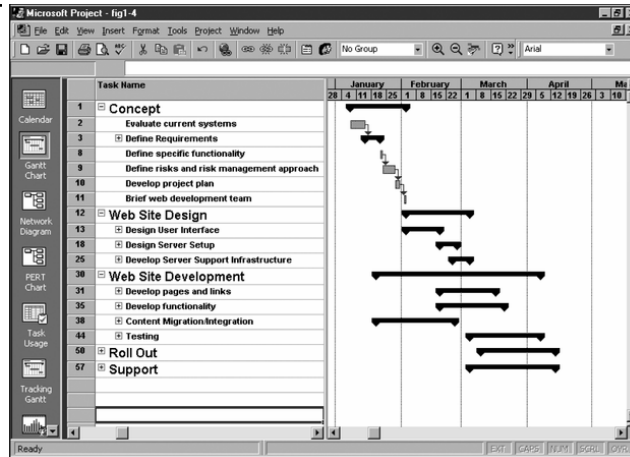 Microsoft Project - fig1-4
File Edit View Insert Format Tools Project Window Help
No Group Arial
Task Name January February March April Ma
28 4 11 18 25 1 8 15 22 1 8 15 22 29 5 12 19 26 3 10
1 Concept
2 Evaluate current systems
3 Define Requirements
8 Define specific functionality
9 Define risks and risk management approach
10 Develop project plan
11 Brief web development team
12 Web Site Design
13 Design User Interface
18 Design Server Setup
25 Develop Server Support Infrastructure
30 Web Site Development
31 Develop pages and links
35 Develop functionality
38 Content Migration/Integration
44 Testing
50 Roll Out
57 Support
Calendar
Gantt
Chart
Network
Diagram
PERT
Chart
Task
Usage
Tracking
Gantt
Ready EXT CAPS NUM SCRL OVR